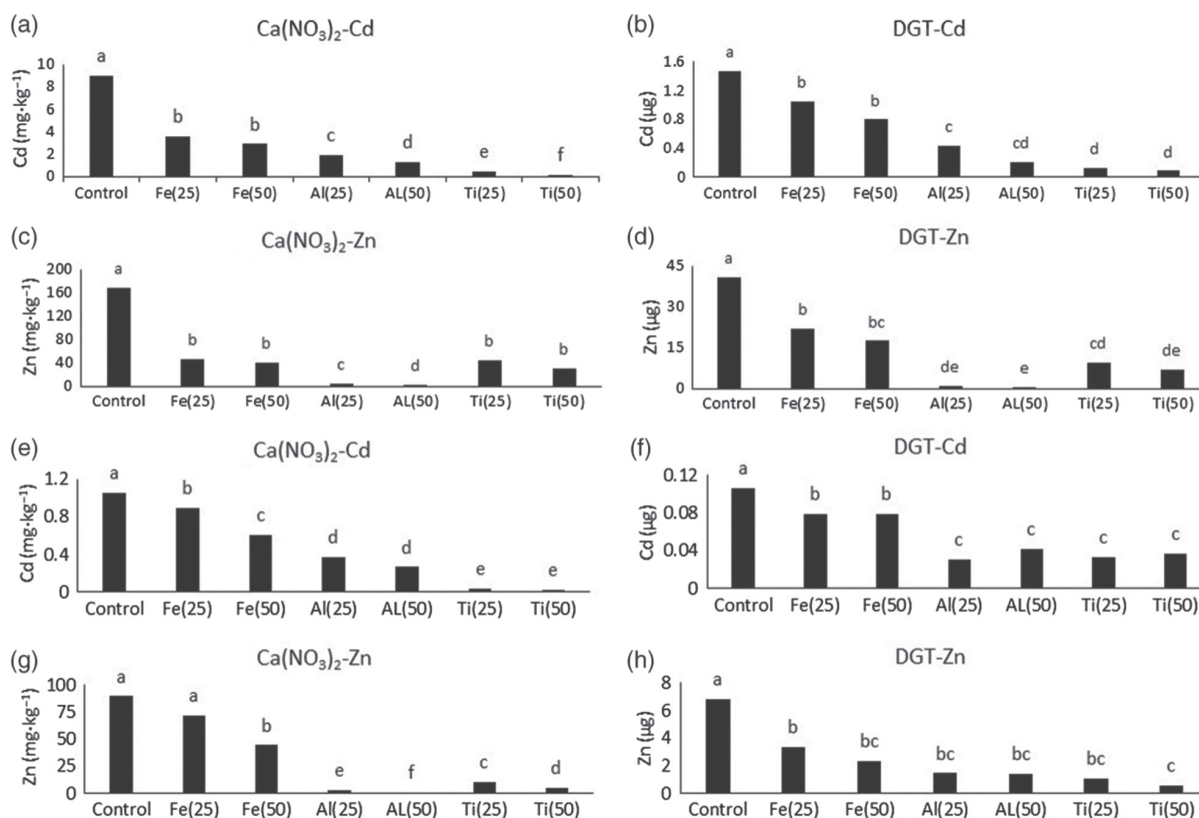 (a)
Ca(NO₃)₂-Cd
Cd (mg·kg⁻¹)
10
8
6
4
2
0
a
b
b
c
d
e
f
Control Fe(25) Fe(50) Al(25) AL(50) Ti(25) Ti(50)
(b)
DGT-Cd
Cd (µg)
1.6
1.2
0.8
0.4
0
a
b
b
c
cd
d
d
Control Fe(25) Fe(50) Al(25) AL(50) Ti(25) Ti(50)
(c)
Ca(NO₃)₂-Zn
Zn (mg·kg⁻¹)
200
160
120
80
40
0
a
b
b
c
d
b
b
Control Fe(25) Fe(50) Al(25) AL(50) Ti(25) Ti(50)
(d)
DGT-Zn
Zn (µg)
45
30
15
0
a
b
bc
de
e
cd
de
Control Fe(25) Fe(50) Al(25) AL(50) Ti(25) Ti(50)
(e)
Ca(NO₃)₂-Cd
Cd (mg·kg⁻¹)
1.2
0.8
0.4
0
a
b
c
d
d
e
e
Control Fe(25) Fe(50) Al(25) AL(50) Ti(25) Ti(50)
(f)
DGT-Cd
Cd (µg)
0.12
0.08
0.04
0
a
b
b
c
c
c
c
Control Fe(25) Fe(50) Al(25) AL(50) Ti(25) Ti(50)
(g)
Ca(NO₃)₂-Zn
Zn (mg·kg⁻¹)
100
75
50
25
0
a
a
b
e
f
c
d
Control Fe(25) Fe(50) Al(25) AL(50) Ti(25) Ti(50)
(h)
DGT-Zn
Zn (µg)
8
6
4
2
0
a
b
bc
bc
bc
bc
c
Control Fe(25) Fe(50) Al(25) AL(50) Ti(25) Ti(50)